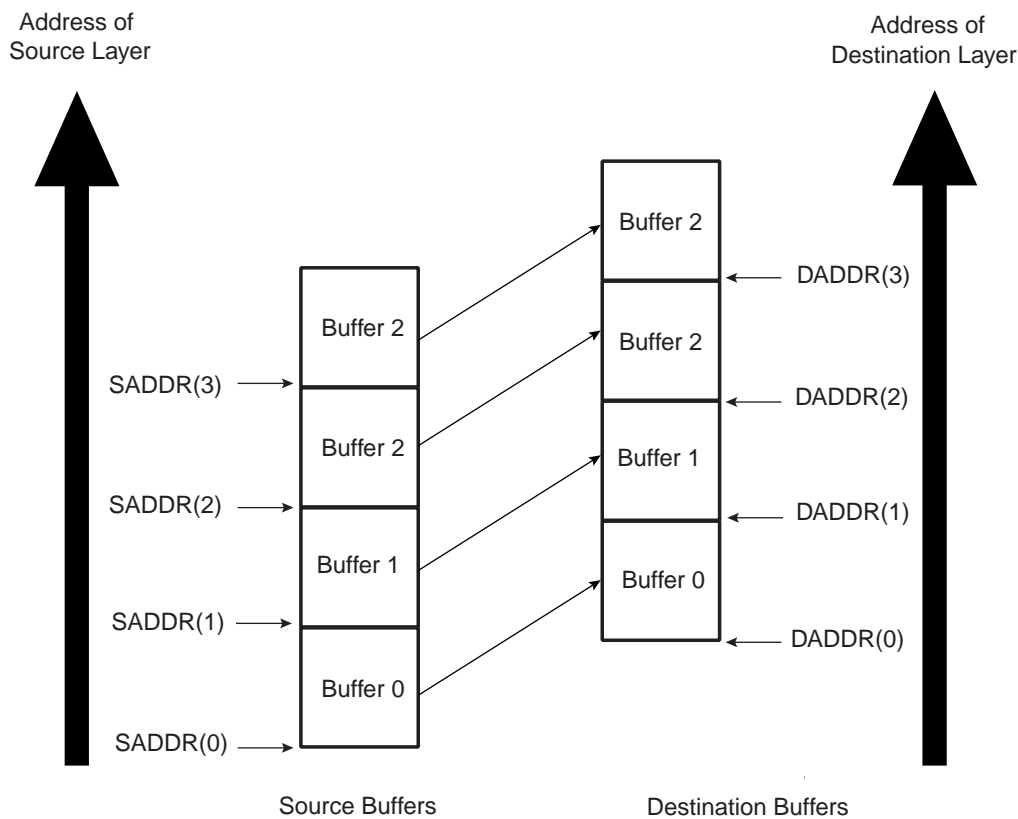 Address of
Source Layer
Address of
Destination Layer
Buffer 2
DADDR(3)
Buffer 2
Buffer 2
SADDR(3)
DADDR(2)
Buffer 2
Buffer 1
SADDR(2)
DADDR(1)
Buffer 1
Buffer 0
SADDR(1)
DADDR(0)
Buffer 0
SADDR(0)
Source Buffers
Destination Buffers